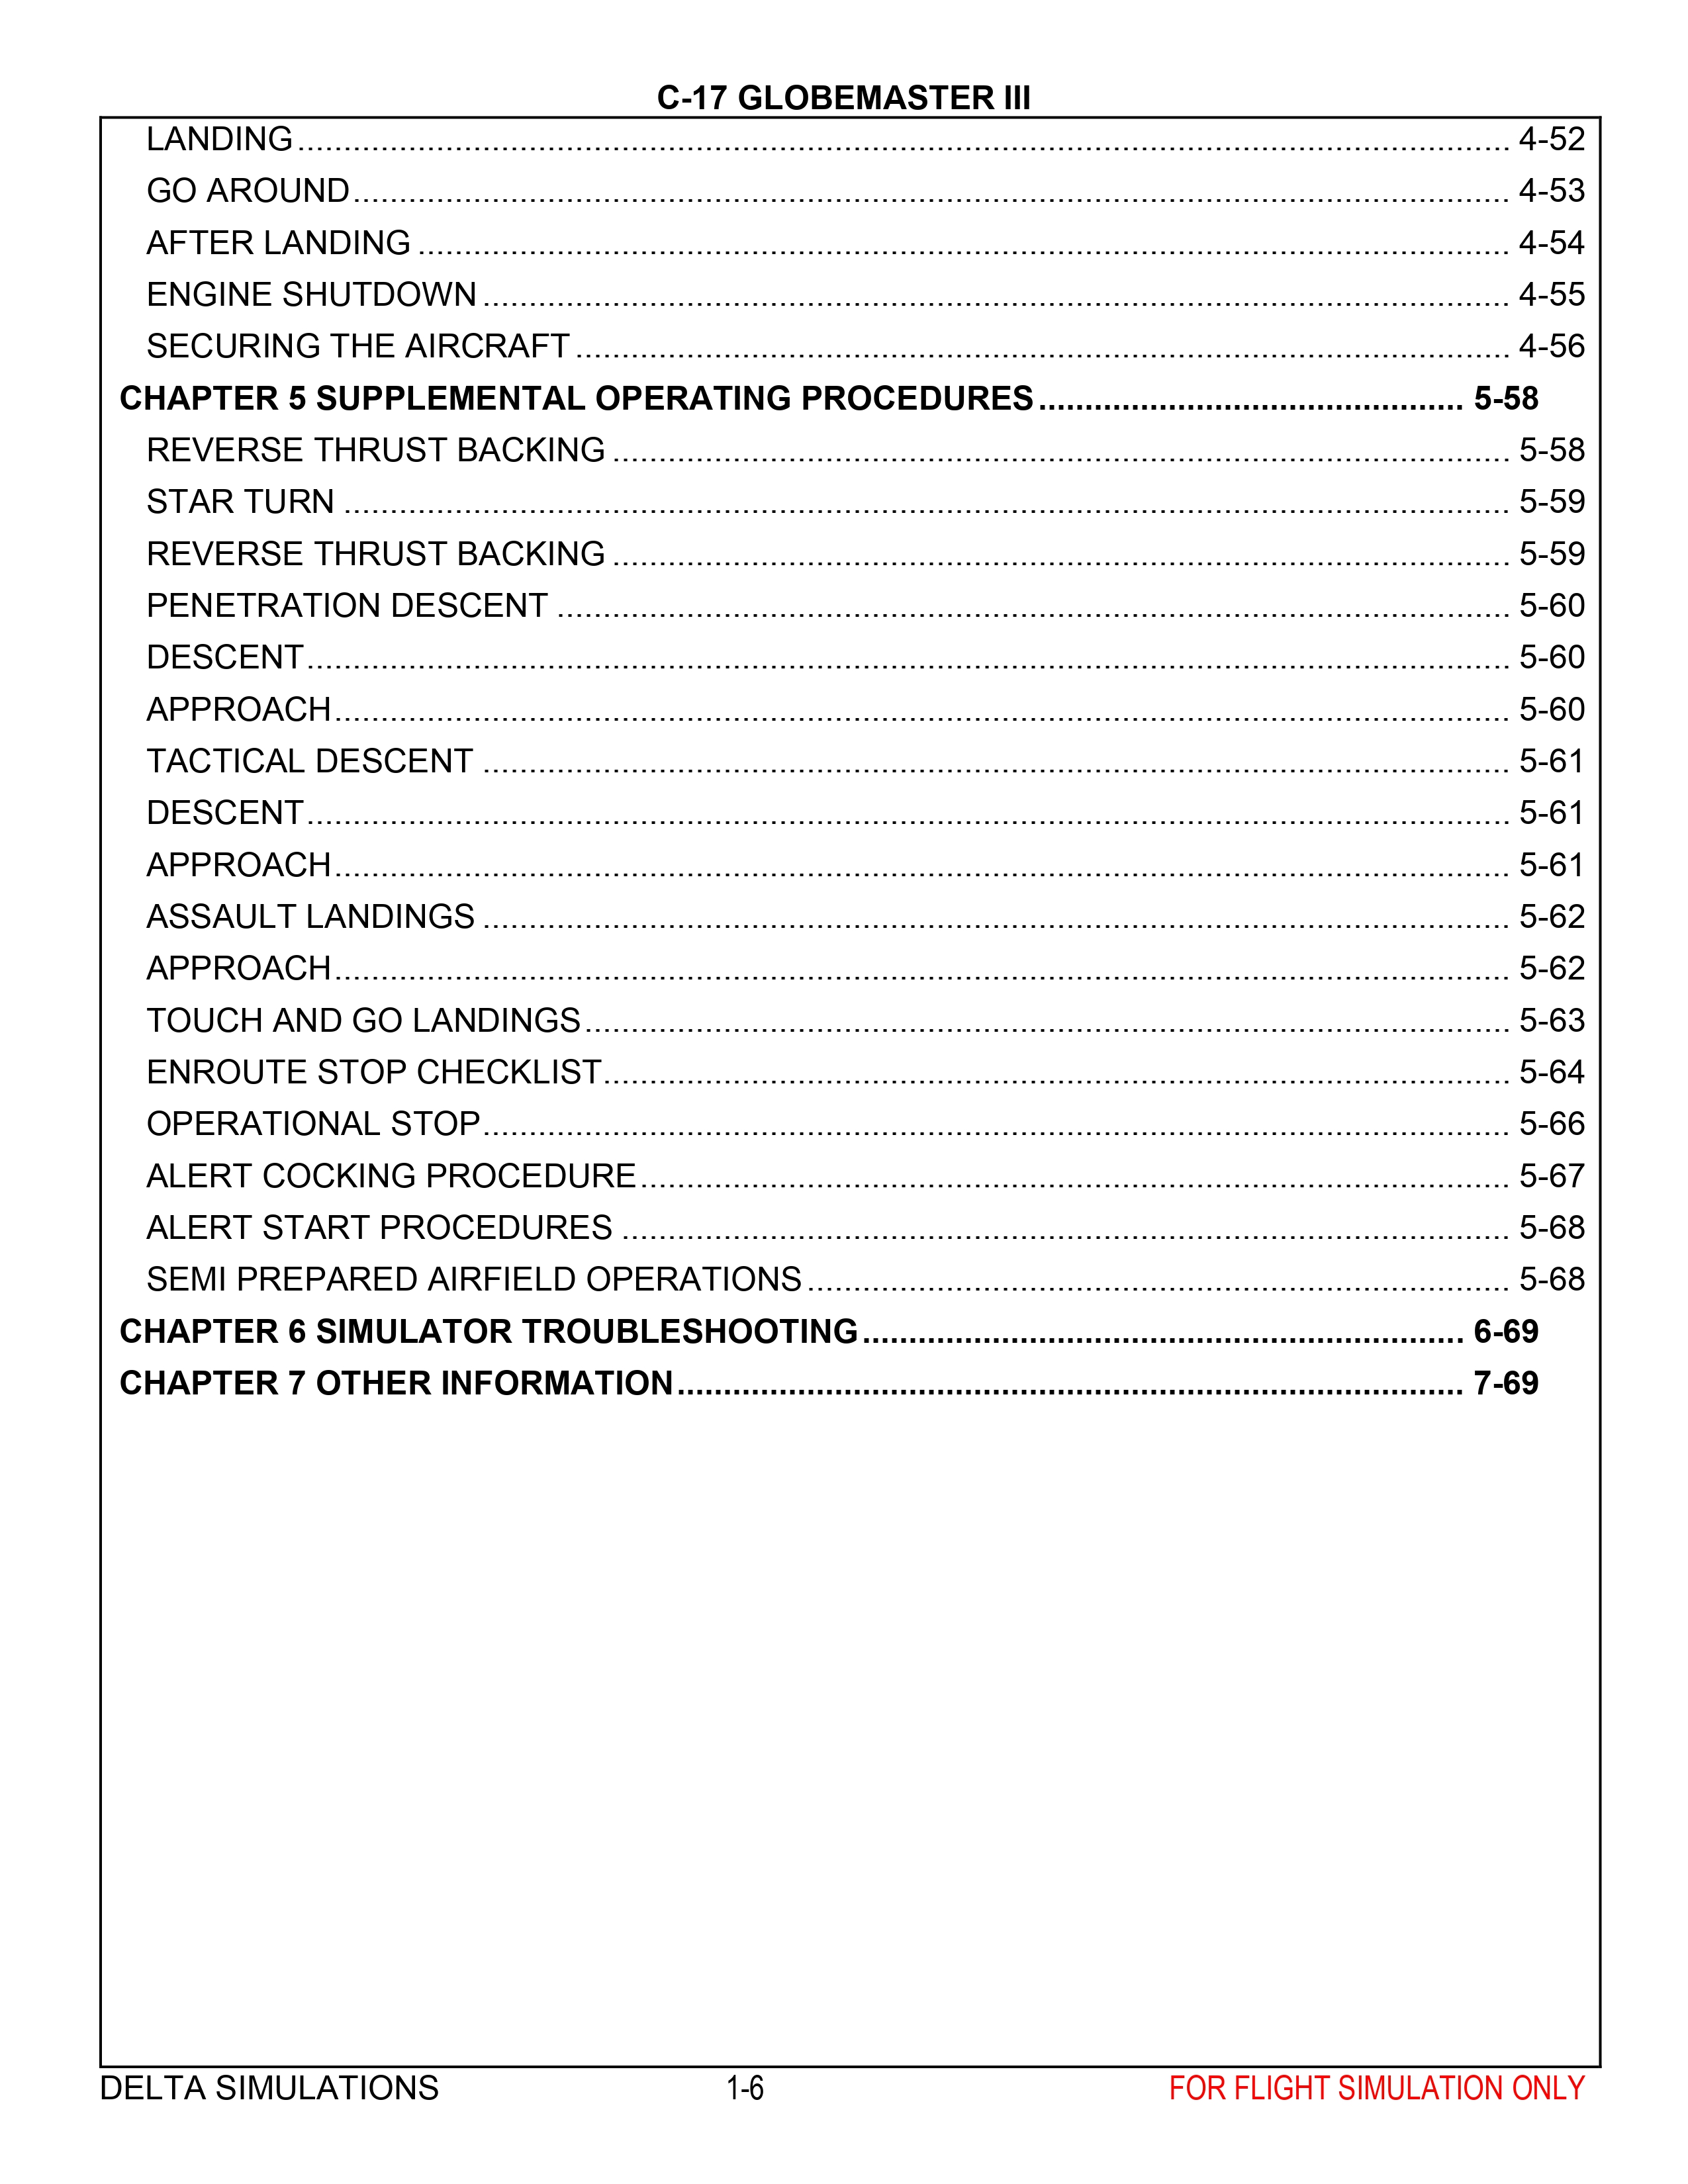 C-17 GLOBEMASTER III
LANDING ........ 4-52
GO AROUND ........ 4-53
AFTER LANDING ........ 4-54
ENGINE SHUTDOWN ........ 4-55
SECURING THE AIRCRAFT ........ 4-56
CHAPTER 5 SUPPLEMENTAL OPERATING PROCEDURES ........ 5-58
REVERSE THRUST BACKING ........ 5-58
STAR TURN ........ 5-59
REVERSE THRUST BACKING ........ 5-59
PENETRATION DESCENT ........ 5-60
DESCENT ........ 5-60
APPROACH ........ 5-60
TACTICAL DESCENT ........ 5-61
DESCENT ........ 5-61
APPROACH ........ 5-61
ASSAULT LANDINGS ........ 5-62
APPROACH ........ 5-62
TOUCH AND GO LANDINGS ........ 5-63
ENROUTE STOP CHECKLIST ........ 5-64
OPERATIONAL STOP ........ 5-66
ALERT COCKING PROCEDURE ........ 5-67
ALERT START PROCEDURES ........ 5-68
SEMI PREPARED AIRFIELD OPERATIONS ........ 5-68
CHAPTER 6 SIMULATOR TROUBLESHOOTING ........ 6-69
CHAPTER 7 OTHER INFORMATION ........ 7-69
DELTA SIMULATIONS 1-6 FOR FLIGHT SIMULATION ONLY